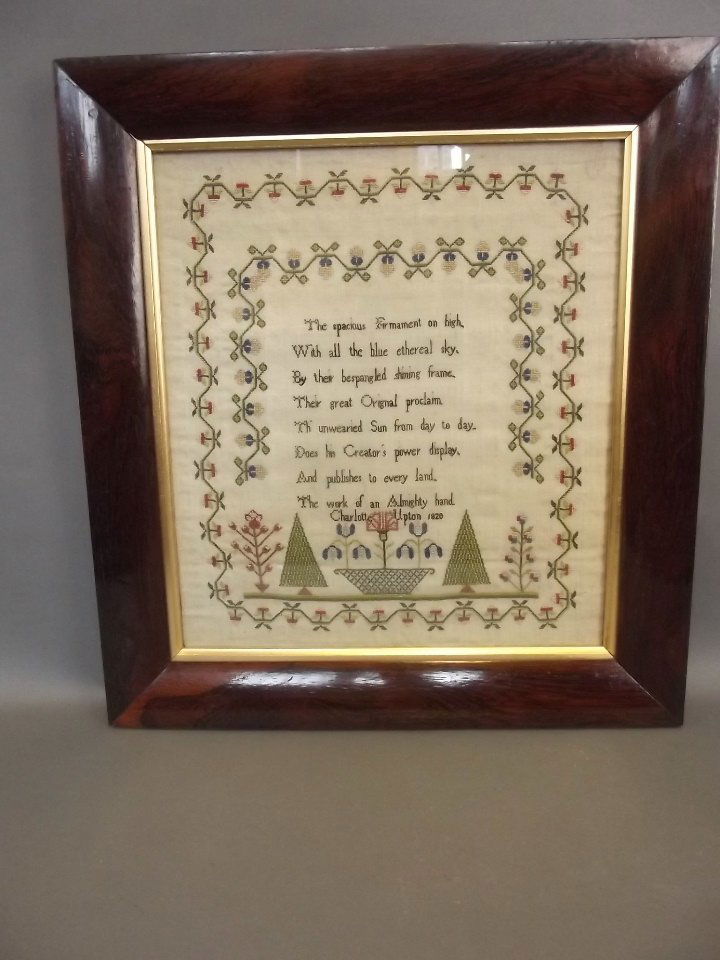 The spacious Firmament on high,
With all the blue ethereal sky,
By their bespangled shining frame,
Their great Original proclaim
Th' unwearied Sun from day to day,
Does his Creator's power display,
And publishes to every land,
The work of an Almighty hand
Charlotte Upton 1820